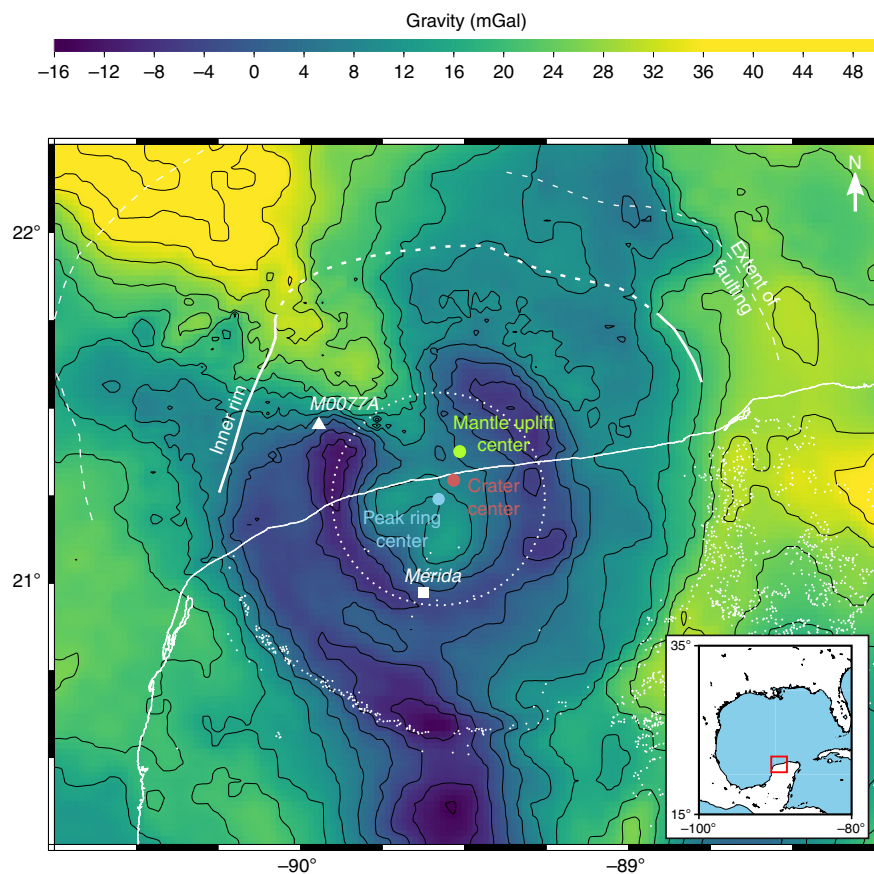 Gravity (mGal)
−16 −12 −8 −4 0 4 8 12 16 20 24 28 32 36 40 44 48
N
22°
Extent of
faulting
Inner rim
M0077A
Mantle uplift
center
Crater
center
Peak ring
center
Mérida
21°
35°
15°
−100° −80°
−90° −89°